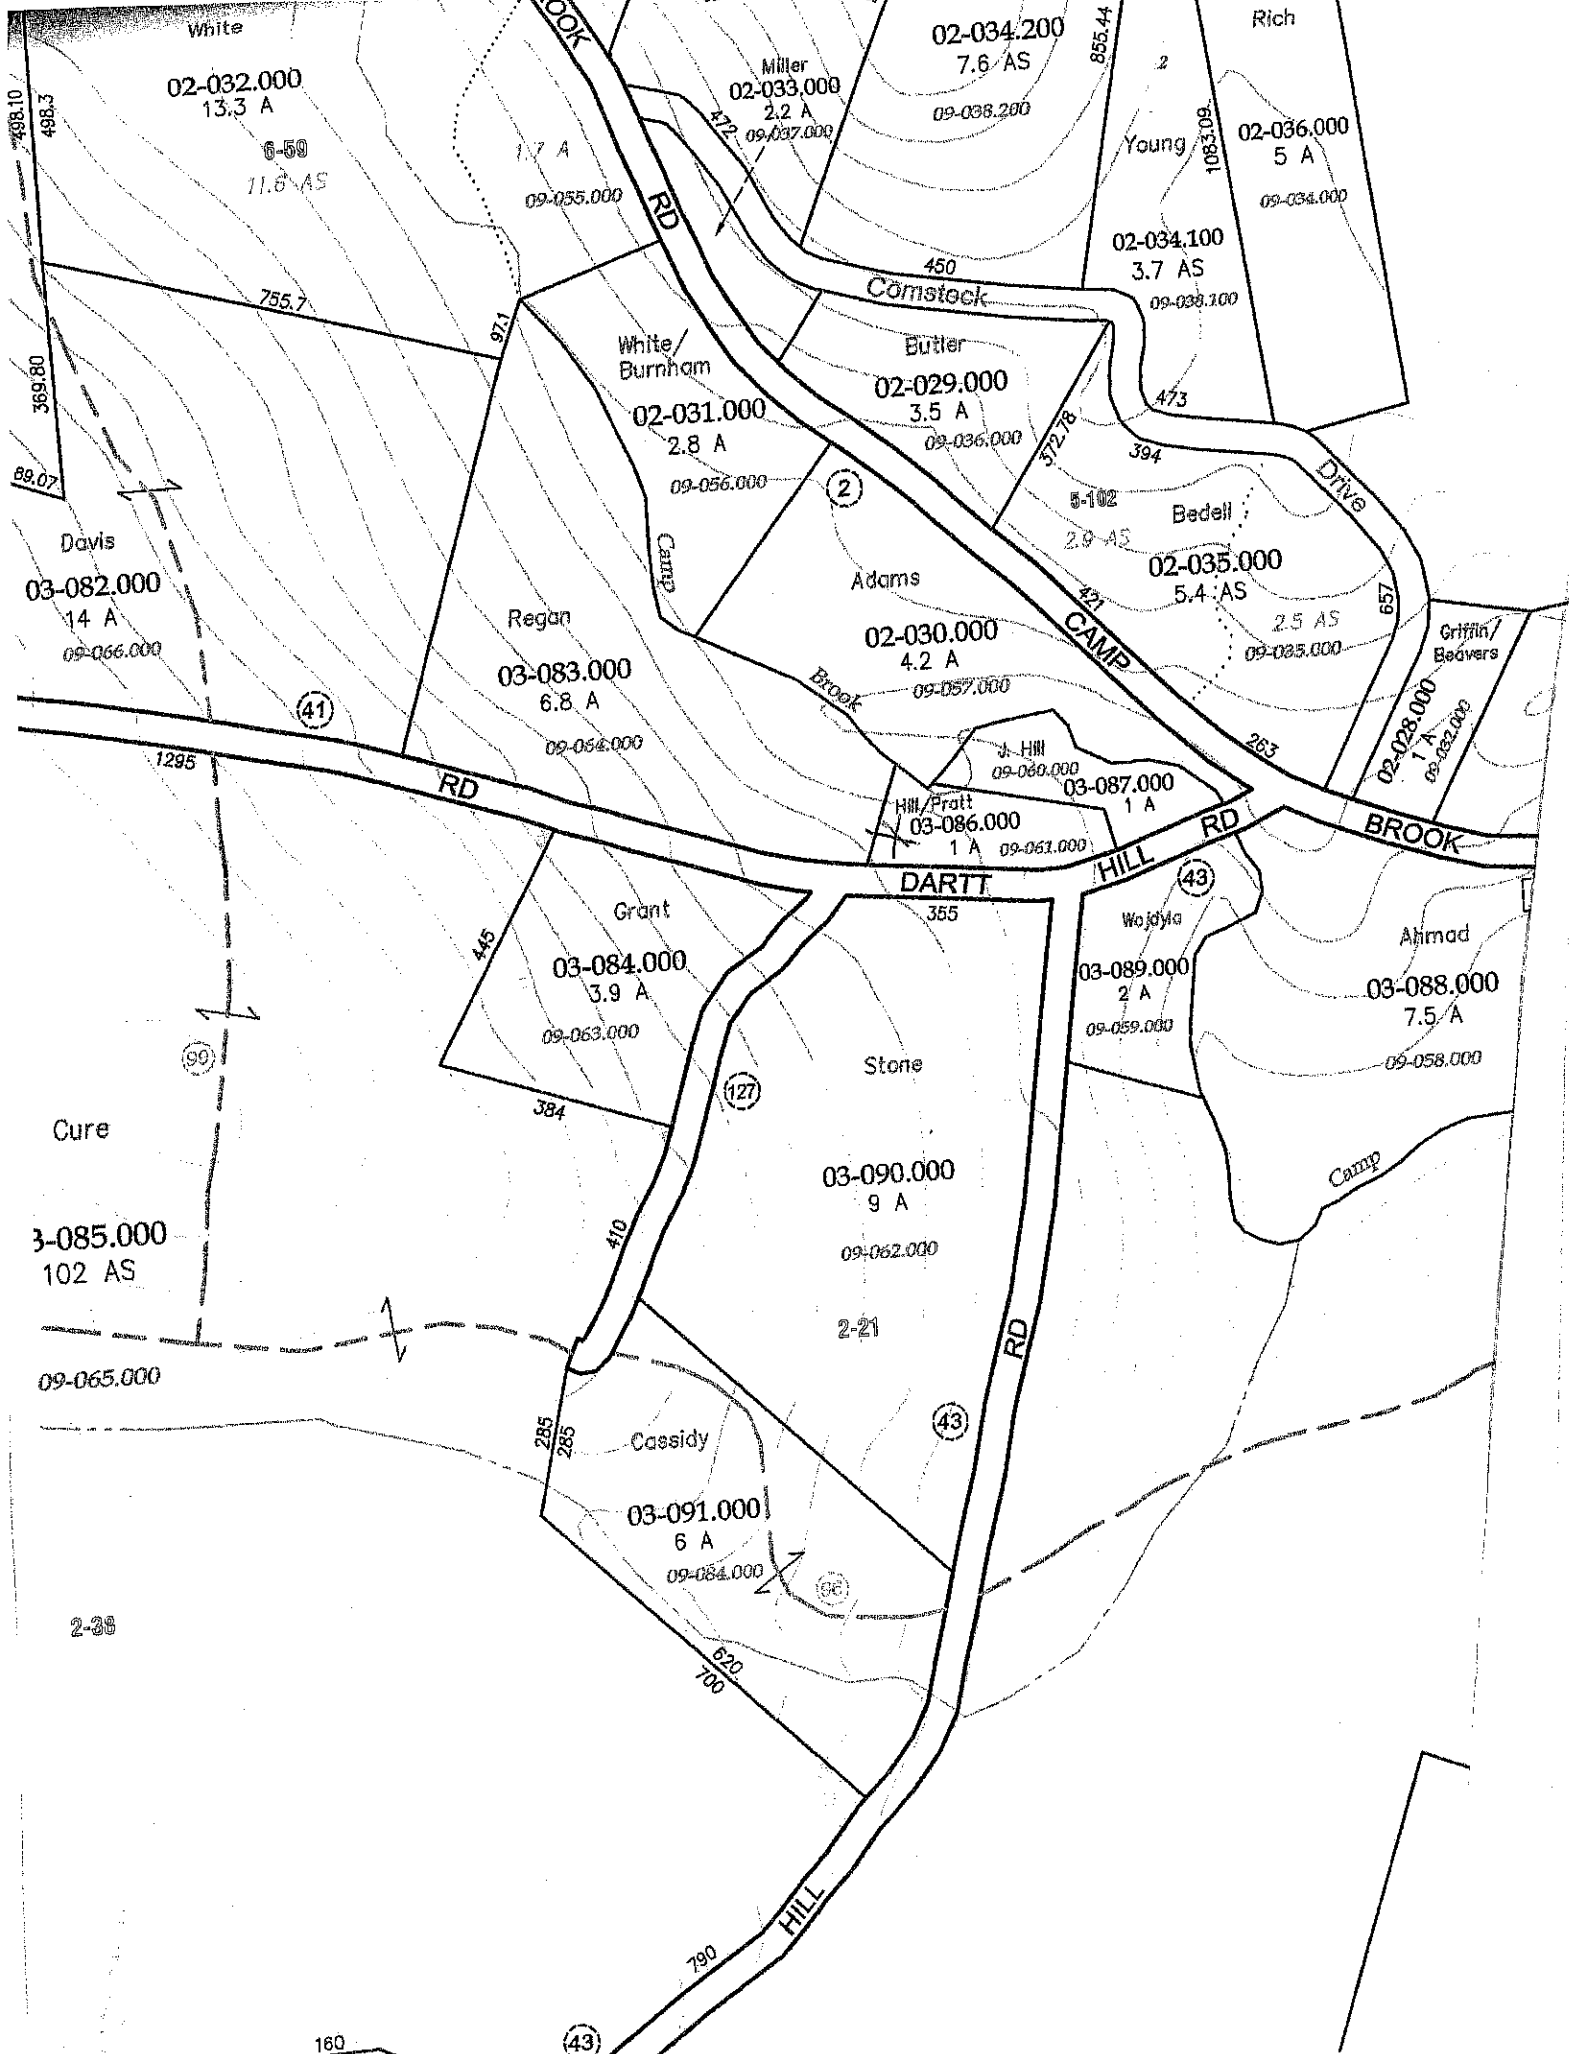 White
02-032.000
13.3 A
6-59
11.6 AS
498.10
498.3
1.7 A
09-055.000
RD
Miller
02-033.000
2.2 A
09-037.000
472
02-034.200
7.6 AS
09-038.200
855.44
2
Young
1083.09
02-034.100
3.7 AS
09-038.100
Rich
02-036.000
5 A
09-034.000
755.7
97.1
369.80
89.07
450
Comstock
White/
Burnham
02-031.000
2.8 A
09-056.000
Butler
02-029.000
3.5 A
09-036.000
372.78
473
394
Drive
2
5-102
2.9 AS
Bedell
02-035.000
5.4 AS
2.5 AS
09-035.000
657
Davis
03-082.000
14 A
09-066.000
Camp
Regan
03-083.000
6.8 A
09-064.000
Adams
02-030.000
4.2 A
09-057.000
421
CAMP
Griffin/
Beavers
02-028.000
1 A
09-032.000
Brook
41
1295
RD
J. Hill
09-060.000
03-087.000
1 A
263
Hill/Pratt
03-086.000
1 A
09-061.000
RD
BROOK
DARTT
HILL
43
355
Grant
445
03-084.000
3.9 A
09-063.000
384
Wojdyla
03-089.000
2 A
09-059.000
Ahmad
03-088.000
7.5 A
09-058.000
99
127
Stone
03-090.000
9 A
09-062.000
2-21
Cure
3-085.000
102 AS
09-065.000
410
Camp
RD
43
285
285
Cassidy
03-091.000
6 A
09-084.000
96
2-38
620
700
HILL
790
160
43